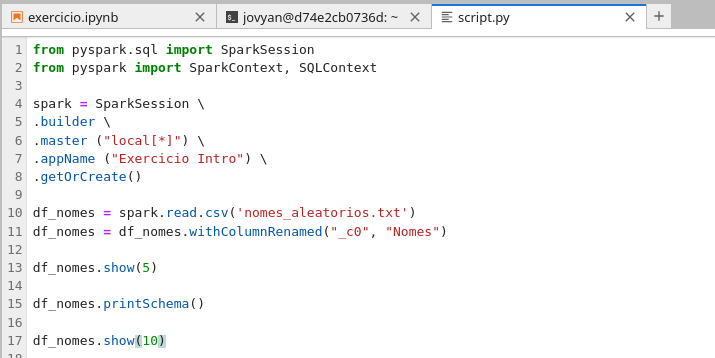 exercicio.ipynb
jovyan@d74e2cb0736d: ~
script.py
1 from pyspark.sql import SparkSession
2 from pyspark import SparkContext, SQLContext
3
4 spark = SparkSession \
5 .builder \
6 .master ("local[*]") \
7 .appName ("Exercicio Intro") \
8 .getOrCreate()
9
10 df_nomes = spark.read.csv('nomes_aleatorios.txt')
11 df_nomes = df_nomes.withColumnRenamed("_c0", "Nomes")
12
13 df_nomes.show(5)
14
15 df_nomes.printSchema()
16
17 df_nomes.show(10)
18